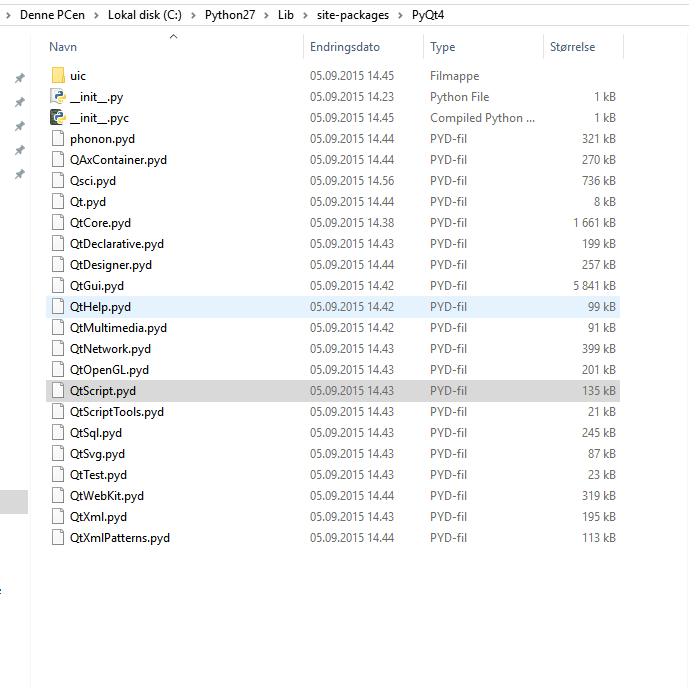 › Denne PCen › Lokal disk (C:) › Python27 › Lib › site-packages › PyQt4
Navn Endringsdato Type Størrelse
uic 05.09.2015 14.45 Filmappe
__init__.py 05.09.2015 14.23 Python File 1 kB
__init__.pyc 05.09.2015 14.45 Compiled Python ... 1 kB
phonon.pyd 05.09.2015 14.44 PYD-fil 321 kB
QAxContainer.pyd 05.09.2015 14.44 PYD-fil 270 kB
Qsci.pyd 05.09.2015 14.56 PYD-fil 736 kB
Qt.pyd 05.09.2015 14.44 PYD-fil 8 kB
QtCore.pyd 05.09.2015 14.38 PYD-fil 1 661 kB
QtDeclarative.pyd 05.09.2015 14.43 PYD-fil 199 kB
QtDesigner.pyd 05.09.2015 14.44 PYD-fil 257 kB
QtGui.pyd 05.09.2015 14.42 PYD-fil 5 841 kB
QtHelp.pyd 05.09.2015 14.42 PYD-fil 99 kB
QtMultimedia.pyd 05.09.2015 14.42 PYD-fil 91 kB
QtNetwork.pyd 05.09.2015 14.43 PYD-fil 399 kB
QtOpenGL.pyd 05.09.2015 14.43 PYD-fil 201 kB
QtScript.pyd 05.09.2015 14.43 PYD-fil 135 kB
QtScriptTools.pyd 05.09.2015 14.43 PYD-fil 21 kB
QtSql.pyd 05.09.2015 14.43 PYD-fil 245 kB
QtSvg.pyd 05.09.2015 14.43 PYD-fil 87 kB
QtTest.pyd 05.09.2015 14.43 PYD-fil 23 kB
QtWebKit.pyd 05.09.2015 14.44 PYD-fil 319 kB
QtXml.pyd 05.09.2015 14.43 PYD-fil 195 kB
QtXmlPatterns.pyd 05.09.2015 14.44 PYD-fil 113 kB